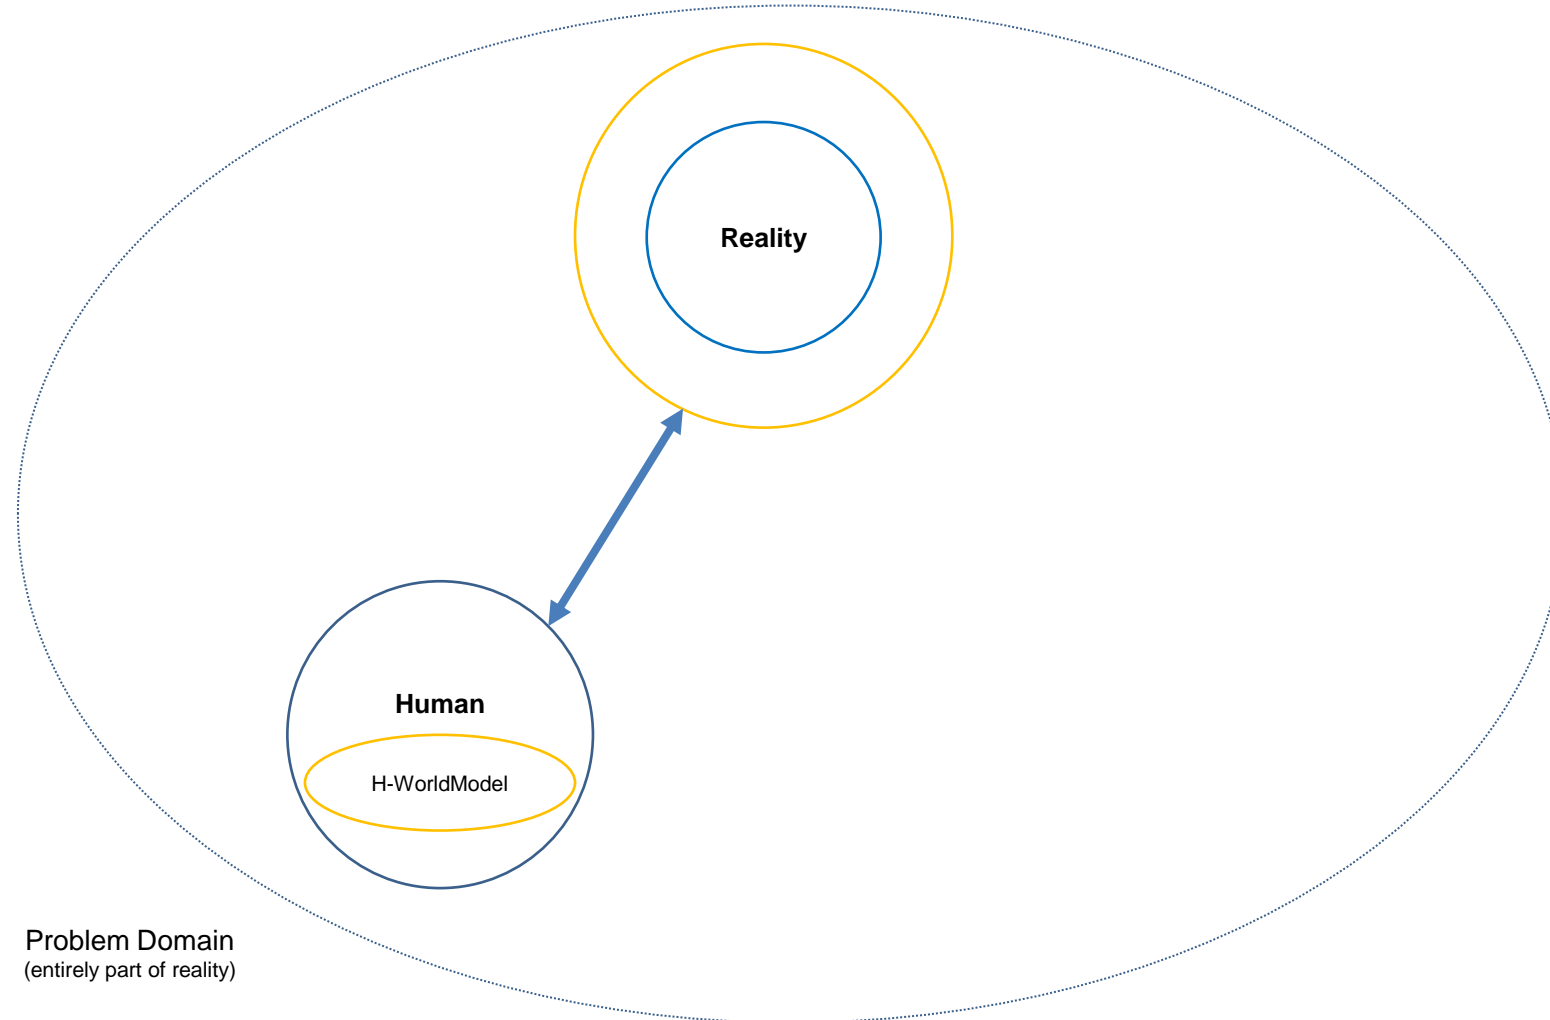 Reality
Human
H-WorldModel
Problem Domain
(entirely part of reality)